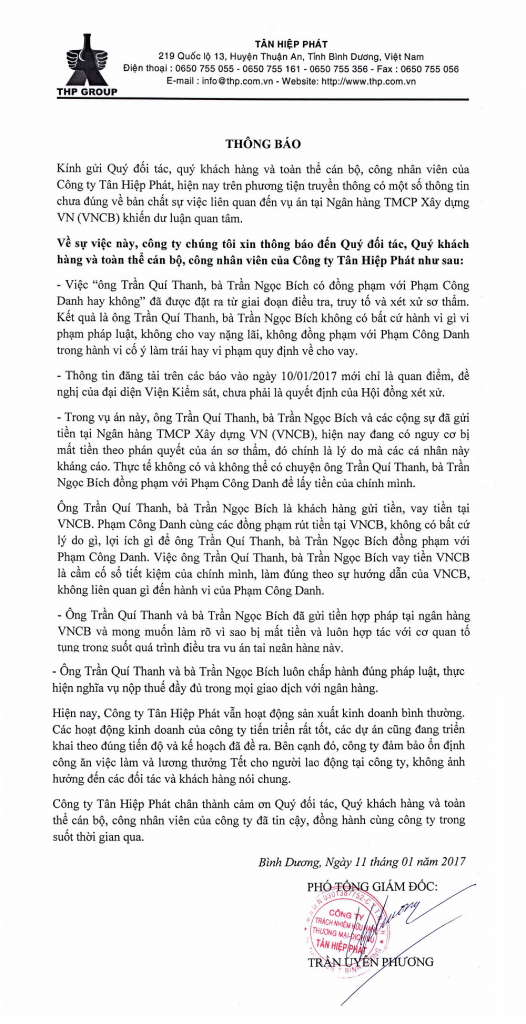 TÂN HIỆP PHÁT
219 Quốc lộ 13, Huyện Thuận An, Tỉnh Bình Dương, Việt Nam
Điện thoại : 0650 755 055 - 0650 755 161 - 0650 755 356 - Fax : 0650 755 056
E-mail : info@thp.com.vn - Website: http://www.thp.com.vn
THP GROUP
THÔNG BÁO
Kính gửi Quý đối tác, quý khách hàng và toàn thể cán bộ, công nhân viên của
Công ty Tân Hiệp Phát, hiện nay trên phương tiện truyền thông có một số thông tin
chưa đúng về bản chất sự việc liên quan đến vụ án tại Ngân hàng TMCP Xây dựng
VN (VNCB) khiến dư luận quan tâm.
Về sự việc này, công ty chúng tôi xin thông báo đến Quý đối tác, Quý khách
hàng và toàn thể cán bộ, công nhân viên của Công ty Tân Hiệp Phát như sau:
- Việc “ông Trần Quí Thanh, bà Trần Ngọc Bích có đồng phạm với Phạm Công
Danh hay không” đã được đặt ra từ giai đoạn điều tra, truy tố và xét xử sơ thẩm.
Kết quả là ông Trần Quí Thanh, bà Trần Ngọc Bích không có bất cứ hành vi gì vi
phạm pháp luật, không cho vay nặng lãi, không đồng phạm với Phạm Công Danh
trong hành vi cố ý làm trái hay vi phạm quy định về cho vay.
- Thông tin đăng tải trên các báo vào ngày 10/01/2017 mới chỉ là quan điểm, đề
nghị của đại diện Viện Kiểm sát, chưa phải là quyết định của Hội đồng xét xử.
- Trong vụ án này, ông Trần Quí Thanh, bà Trần Ngọc Bích và các cộng sự đã gửi
tiền tại Ngân hàng TMCP Xây dựng VN (VNCB), hiện nay đang có nguy cơ bị
mất tiền theo phán quyết của án sơ thẩm, đó chính là lý do mà các cá nhân này
kháng cáo. Thực tế không có và không thể có chuyện ông Trần Quí Thanh, bà Trần
Ngọc Bích đồng phạm với Phạm Công Danh để lấy tiền của chính mình.
Ông Trần Quí Thanh, bà Trần Ngọc Bích là khách hàng gửi tiền, vay tiền tại
VNCB. Phạm Công Danh cùng các đồng phạm rút tiền tại VNCB, không có bất cứ
lý do gì, lợi ích gì để ông Trần Quí Thanh, bà Trần Ngọc Bích đồng phạm với
Phạm Công Danh. Việc ông Trần Quí Thanh, bà Trần Ngọc Bích vay tiền VNCB
là cầm cố sổ tiết kiệm của chính mình, làm đúng theo sự hướng dẫn của VNCB,
không liên quan gì đến hành vi của Phạm Công Danh.
- Ông Trần Quí Thanh và bà Trần Ngọc Bích đã gửi tiền hợp pháp tại ngân hàng
VNCB và mong muốn làm rõ vì sao bị mất tiền và luôn hợp tác với cơ quan tố
tụng trong suốt quá trình điều tra vụ án tại ngân hàng này.
- Ông Trần Quí Thanh và bà Trần Ngọc Bích luôn chấp hành đúng pháp luật, thực
hiện nghĩa vụ nộp thuế đầy đủ trong mọi giao dịch với ngân hàng.
Hiện nay, Công ty Tân Hiệp Phát vẫn hoạt động sản xuất kinh doanh bình thường.
Các hoạt động kinh doanh của công ty tiến triển rất tốt, các dự án cũng đang triển
khai theo đúng tiến độ và kế hoạch đã đề ra. Bên cạnh đó, công ty đảm bảo ổn định
công ăn việc làm và lương thưởng Tết cho người lao động tại công ty, không ảnh
hưởng đến các đối tác và khách hàng nói chung.
Công ty Tân Hiệp Phát chân thành cảm ơn Quý đối tác, Quý khách hàng và toàn
thể cán bộ, công nhân viên của công ty đã tin cậy, đồng hành cùng công ty trong
suốt thời gian qua.
Bình Dương, Ngày 11 tháng 01 năm 2017
PHÓ TỔNG GIÁM ĐỐC:
CÔNG TY
TRÁCH NHIỆM HỮU HẠN
THƯƠNG MẠI-DỊCH VỤ
TÂN HIỆP PHÁT
TRẦN UYÊN PHƯƠNG